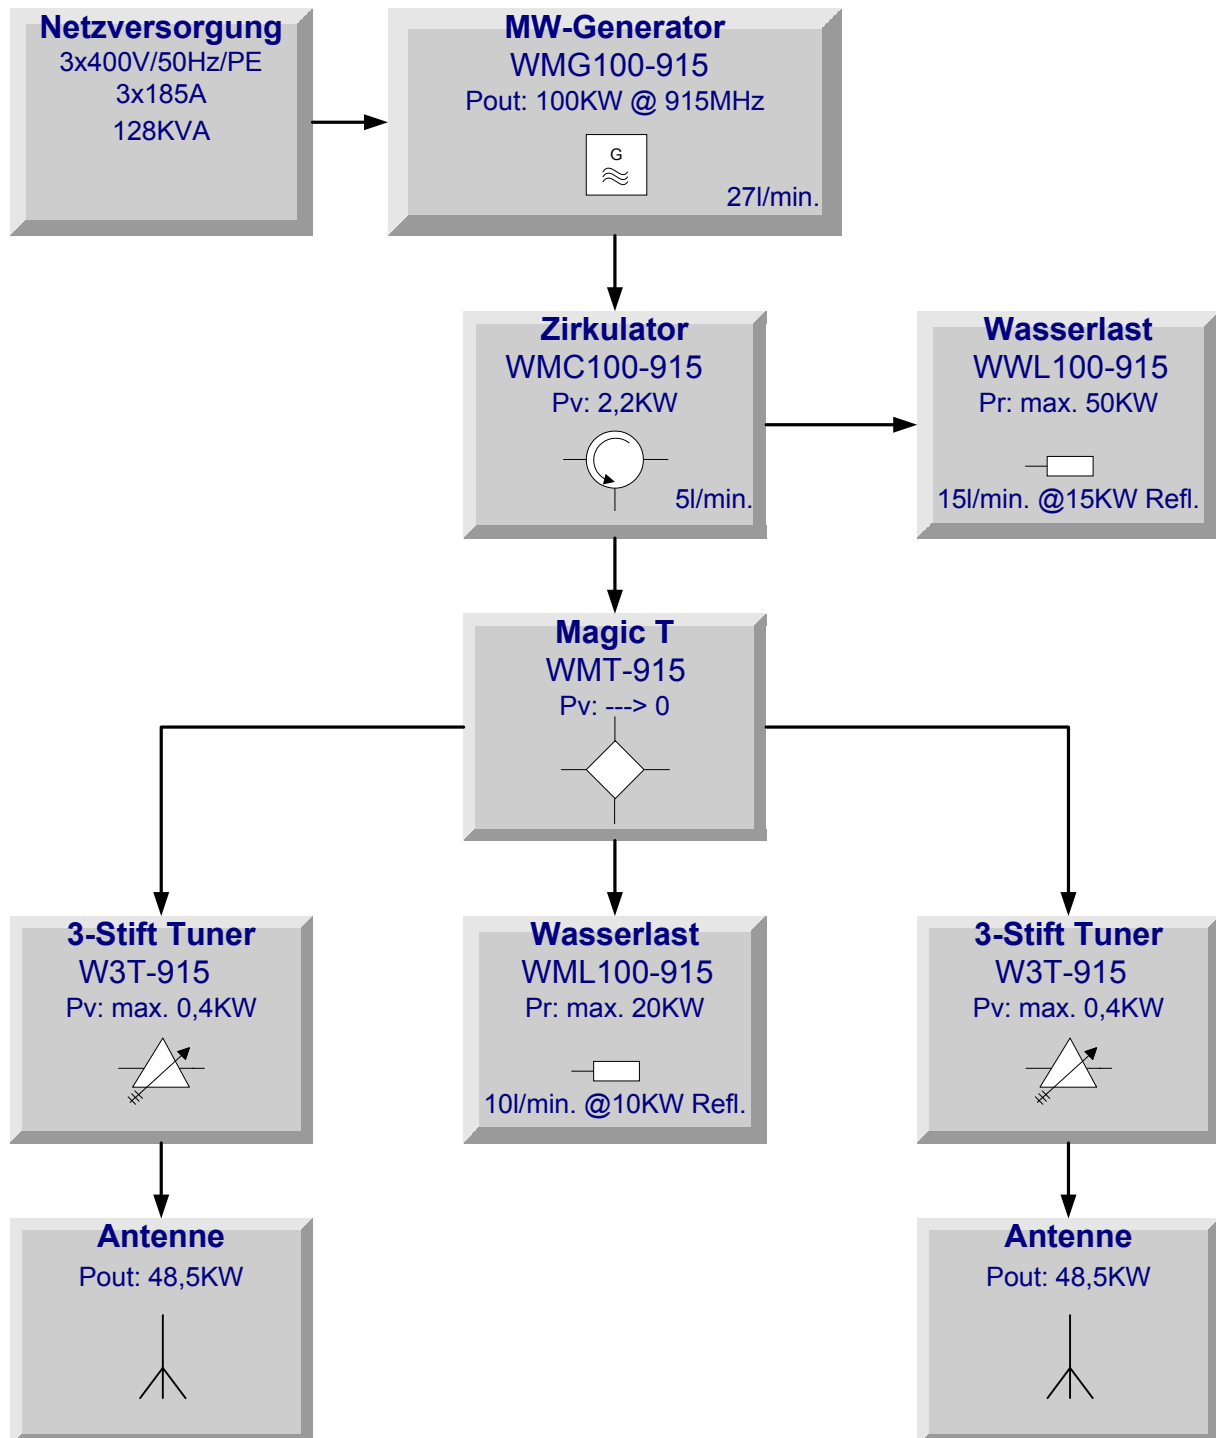 Netzversorgung
3x400V/50Hz/PE
3x185A
128KVA
MW-Generator
WMG100-915
Pout: 100KW @ 915MHz
G
27l/min.
Zirkulator
WMC100-915
Pv: 2,2KW
5l/min.
Wasserlast
WWL100-915
Pr: max. 50KW
15l/min. @15KW Refl.
Magic T
WMT-915
Pv: ---> 0
3-Stift Tuner
W3T-915
Pv: max. 0,4KW
Wasserlast
WML100-915
Pr: max. 20KW
10l/min. @10KW Refl.
3-Stift Tuner
W3T-915
Pv: max. 0,4KW
Antenne
Pout: 48,5KW
Antenne
Pout: 48,5KW